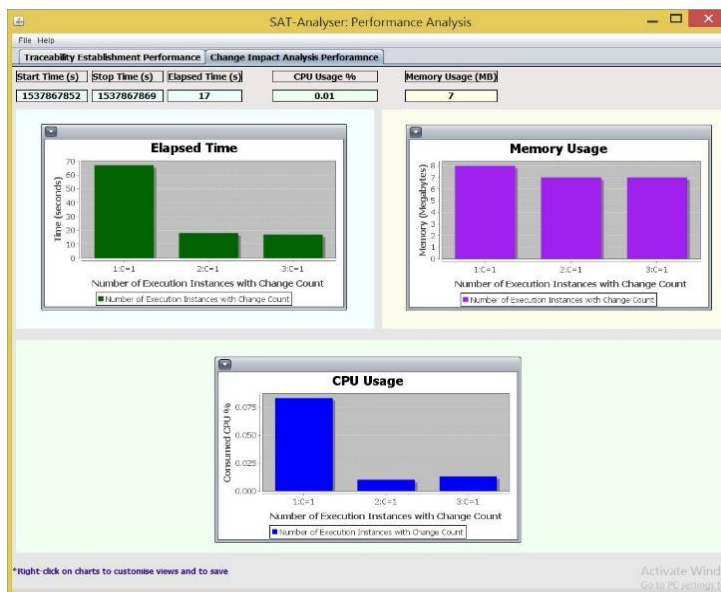 SAT-Analyser: Performance Analysis
File Help
Traceability Establishment Performance Change Impact Analysis Perforamnce
Start Time (s) Stop Time (s) Elapsed Time (s) CPU Usage % Memory Usage (MB)
1537867852 1537867869 17 0.01 7
Elapsed Time
70
60
50
40
30
20
10
0
Time (seconds)
1:C=1 2:C=1 3:C=1
Number of Execution Instances with Change Count
Number of Execution Instances with Change Count
Memory Usage
8
7
6
5
4
3
2
1
0
Memory (Megabytes)
1:C=1 2:C=1 3:C=1
Number of Execution Instances with Change Count
Number of Execution Instances with Change Count
CPU Usage
0.075
0.050
0.025
0.000
Consumed CPU %
1:C=1 2:C=1 3:C=1
Number of Execution Instances with Change Count
Number of Execution Instances with Change Count
*Right-click on charts to customise views and to save
Activate Wind
Go to PC settings t